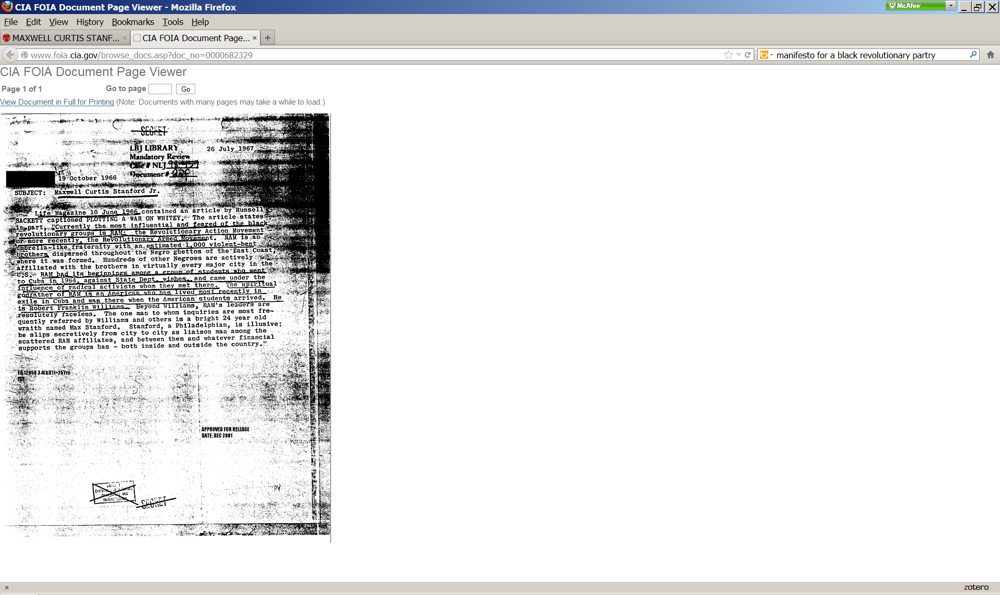 CIA FOIA Document Page Viewer - Mozilla Firefox
McAfee
File Edit View History Bookmarks Tools Help
MAXWELL CURTIS STANF...
CIA FOIA Document Page...
www.foia.cia.gov/browse_docs.asp?doc_no=0000682329
manifesto for a black revolutionary partry
CIA FOIA Document Page Viewer
Page 1 of 1 Go to page Go
View Document in Full for Printing (Note: Documents with many pages may take a while to load.)
SECRET
LBJ LIBRARY
Mandatory Review
Case # NLJ
Document #
26 July 1967
19 October 1966
SUBJECT: Maxwell Curtis Stanford Jr.
Life Magazine 10 June 1966 contained an article by Russell
SACKETT captioned PLOTTING A WAR ON WHITEY. The article states
in part, "Currently the most influential and feared of the black
revolutionary groups is RAM: the Revolutionary Action Movement -
or more recently, the Revolutionary Armed Movement. RAM is an
umbrella-like fraternity with an estimated 1,000 violent-bent
brothers dispersed throughout the Negro ghettos of the East Coast,
where it was formed. Hundreds of other Negroes are actively
affiliated with the brothers in virtually every major city in the
U.S. RAM had its beginnings among a group of students who went
to Cuba in 1964, against State Dept. wishes, and came under the
influence of radical activists whom they met there. The spiritual
godfather of RAM is an American who has lived most recently in
exile in Cuba and was there when the American students arrived. He
is Robert Franklin Williams. Beyond Williams, RAM's leaders are
resolutely faceless. The one man to whom inquiries are most fre-
quently referred by Williams and others is a bright 24 year old
wraith named Max Stanford. Stanford, a Philadelphian, is illusive;
he slips secretively from city to city as liaison man among the
scattered RAM affiliates, and between them and whatever financial
supports the groups has - both inside and outside the country."
EO 12958 3.4(b)(1)>25Yrs
APPROVED FOR RELEASE
DATE: DEC 2001
SECRET
zotero